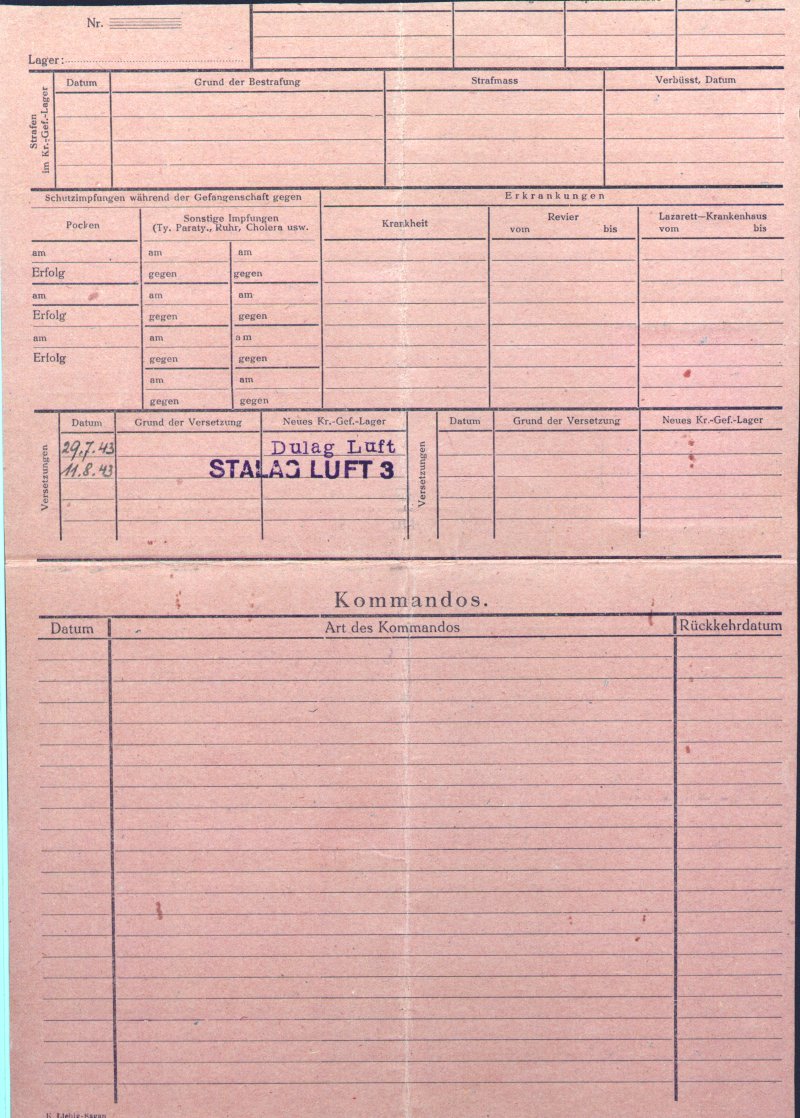 Nr.
Lager:
Strafen
im Kr.-Gef.-Lager
Datum Grund der Bestrafung Strafmass Verbüsst, Datum
Schutzimpfungen während der Gefangenschaft gegen Erkrankungen
Pocken Sonstige Impfungen
(Ty. Paraty., Ruhr, Cholera usw.
Krankheit Revier
vom bis
Lazarett—Krankenhaus
vom bis
am am am
Erfolg gegen gegen
am am am
Erfolg gegen gegen
am am am
Erfolg gegen gegen
am am
gegen gegen
Versetzungen
Datum Grund der Versetzung Neues Kr.-Gef.-Lager
29.7.43 Dulag Luft
11.8.43 STALAG LUFT 3
Versetzungen
Datum Grund der Versetzung Neues Kr.-Gef.-Lager
Kommandos.
Datum Art des Kommandos Rückkehrdatum